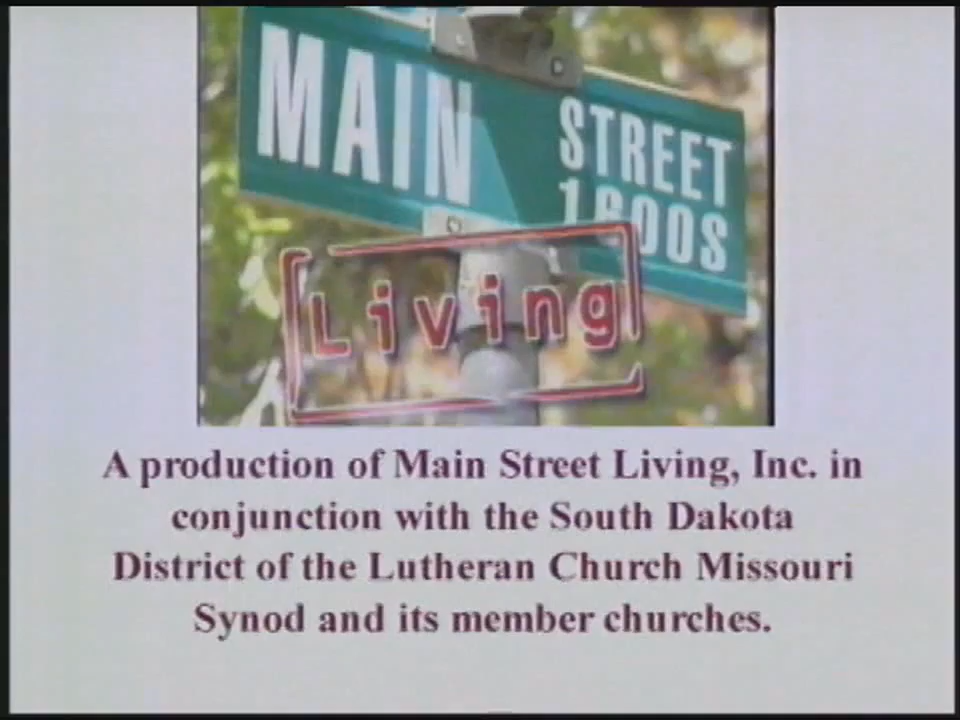 MAIN STREET
1600S
Living
A production of Main Street Living, Inc. in
conjunction with the South Dakota
District of the Lutheran Church Missouri
Synod and its member churches.